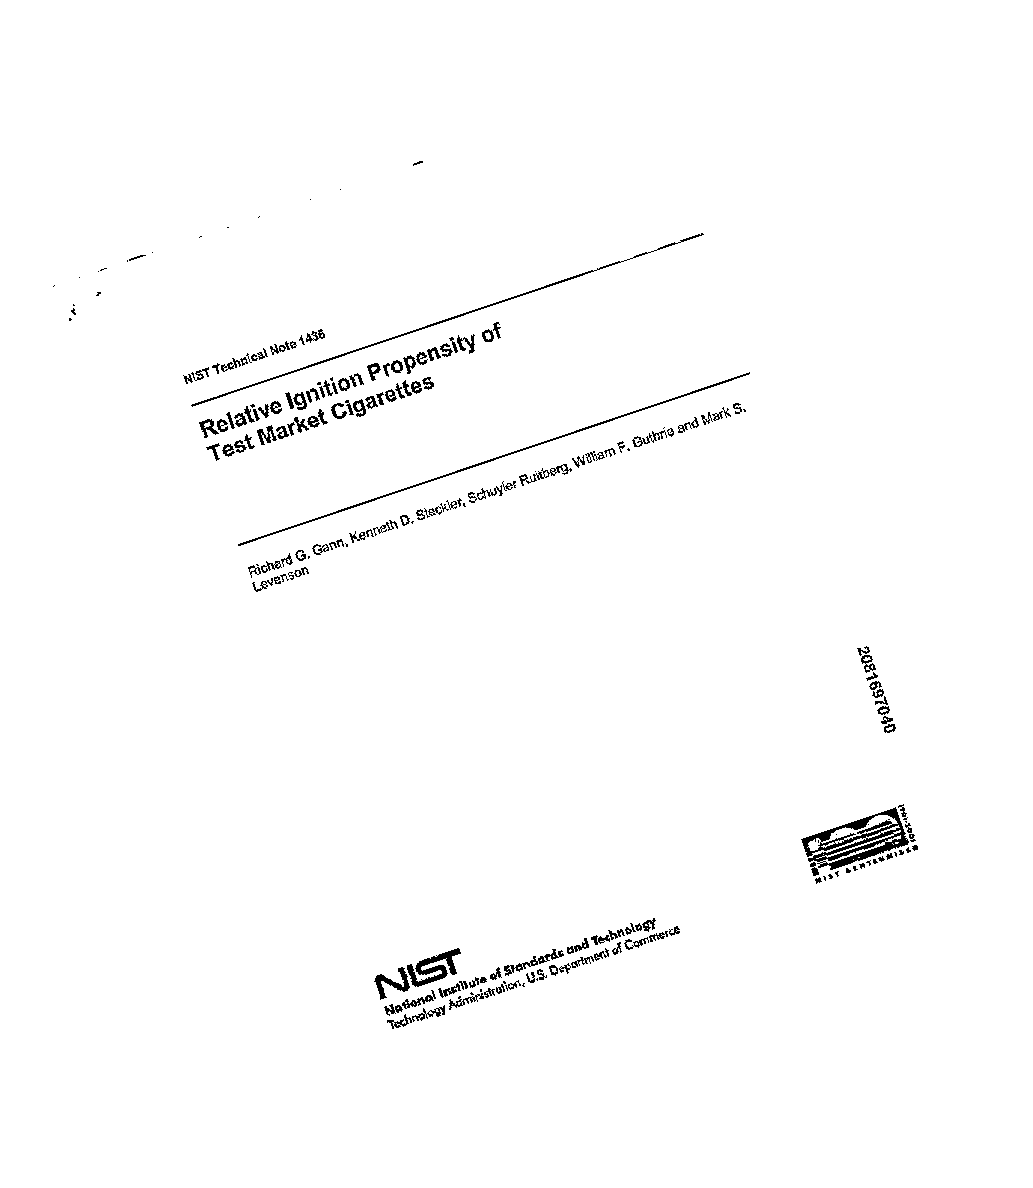 NIST Technical Note 1436
Relative Ignition Propensity of
Test Market Cigarettes
Richard G. Gann, Kenneth D. Steckler, Schuyler Ruitberg, William F. Guthrie and Mark S.
Levenson
2081697040
1901-2001
NIST CENTENNIAL
NIST
National Institute of Standards and Technology
Technology Administration, U.S. Department of Commerce